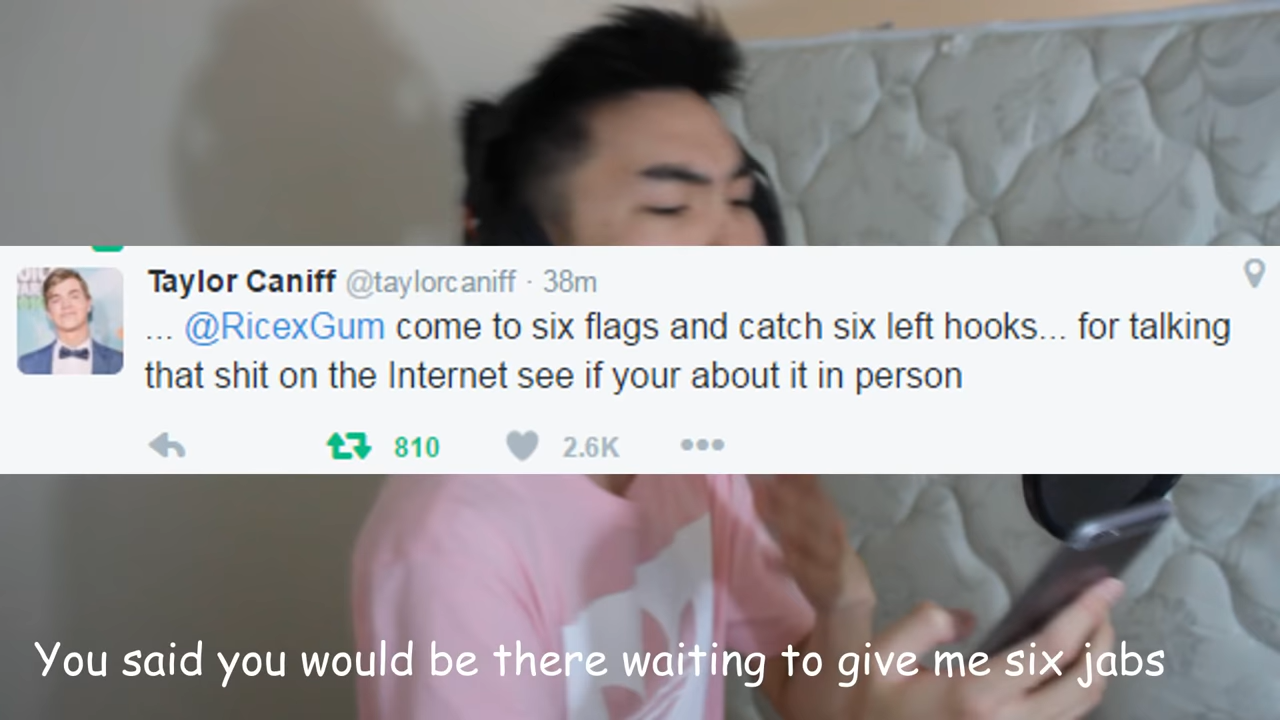 Taylor Caniff @taylorcaniff · 38m
... @RicexGum come to six flags and catch six left hooks... for talking
that shit on the Internet see if your about it in person
810 2.6K
You said you would be there waiting to give me six jabs